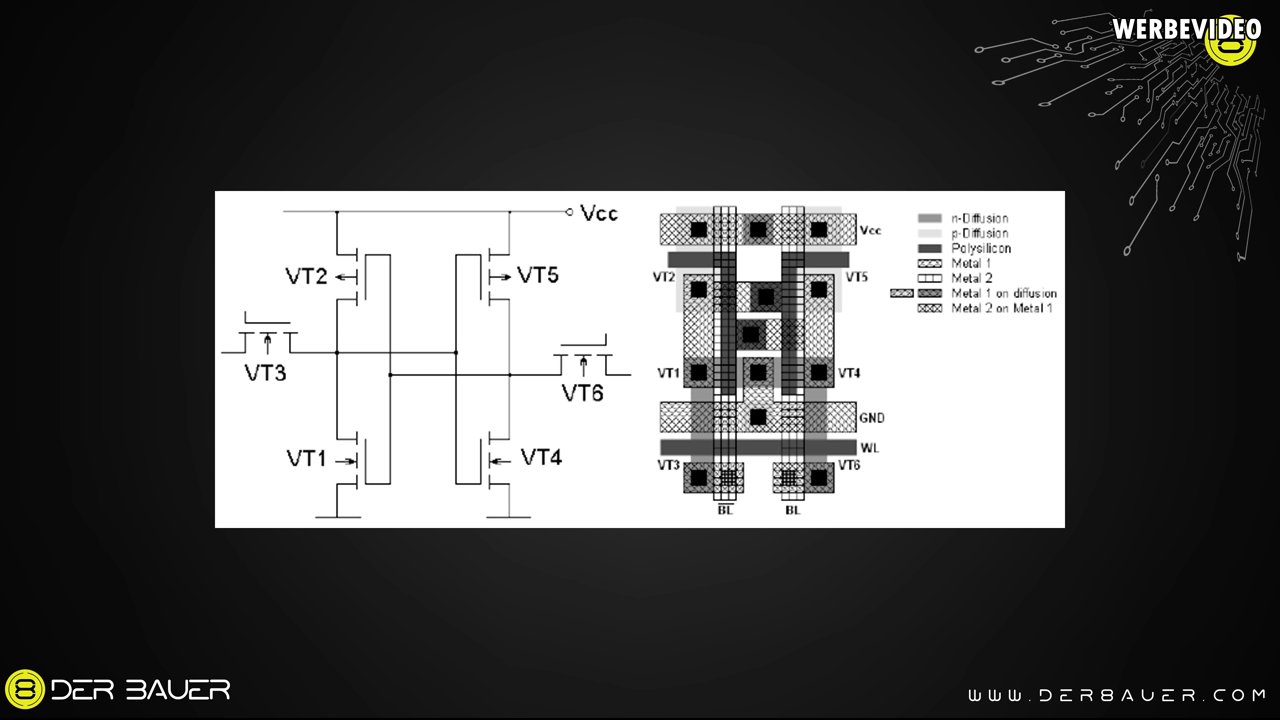 WERBEVIDEO
Vcc
VT2
VT5
VT3
VT6
VT1
VT4
Vcc
VT2
VT5
VT1
VT4
GND
WL
VT3
VT6
BL
BL
n-Diffusion
p-Diffusion
Polysilicon
Metal 1
Metal 2
Metal 1 on diffusion
Metal 2 on Metal 1
8 DER BAUER
WWW.DER8AUER.COM